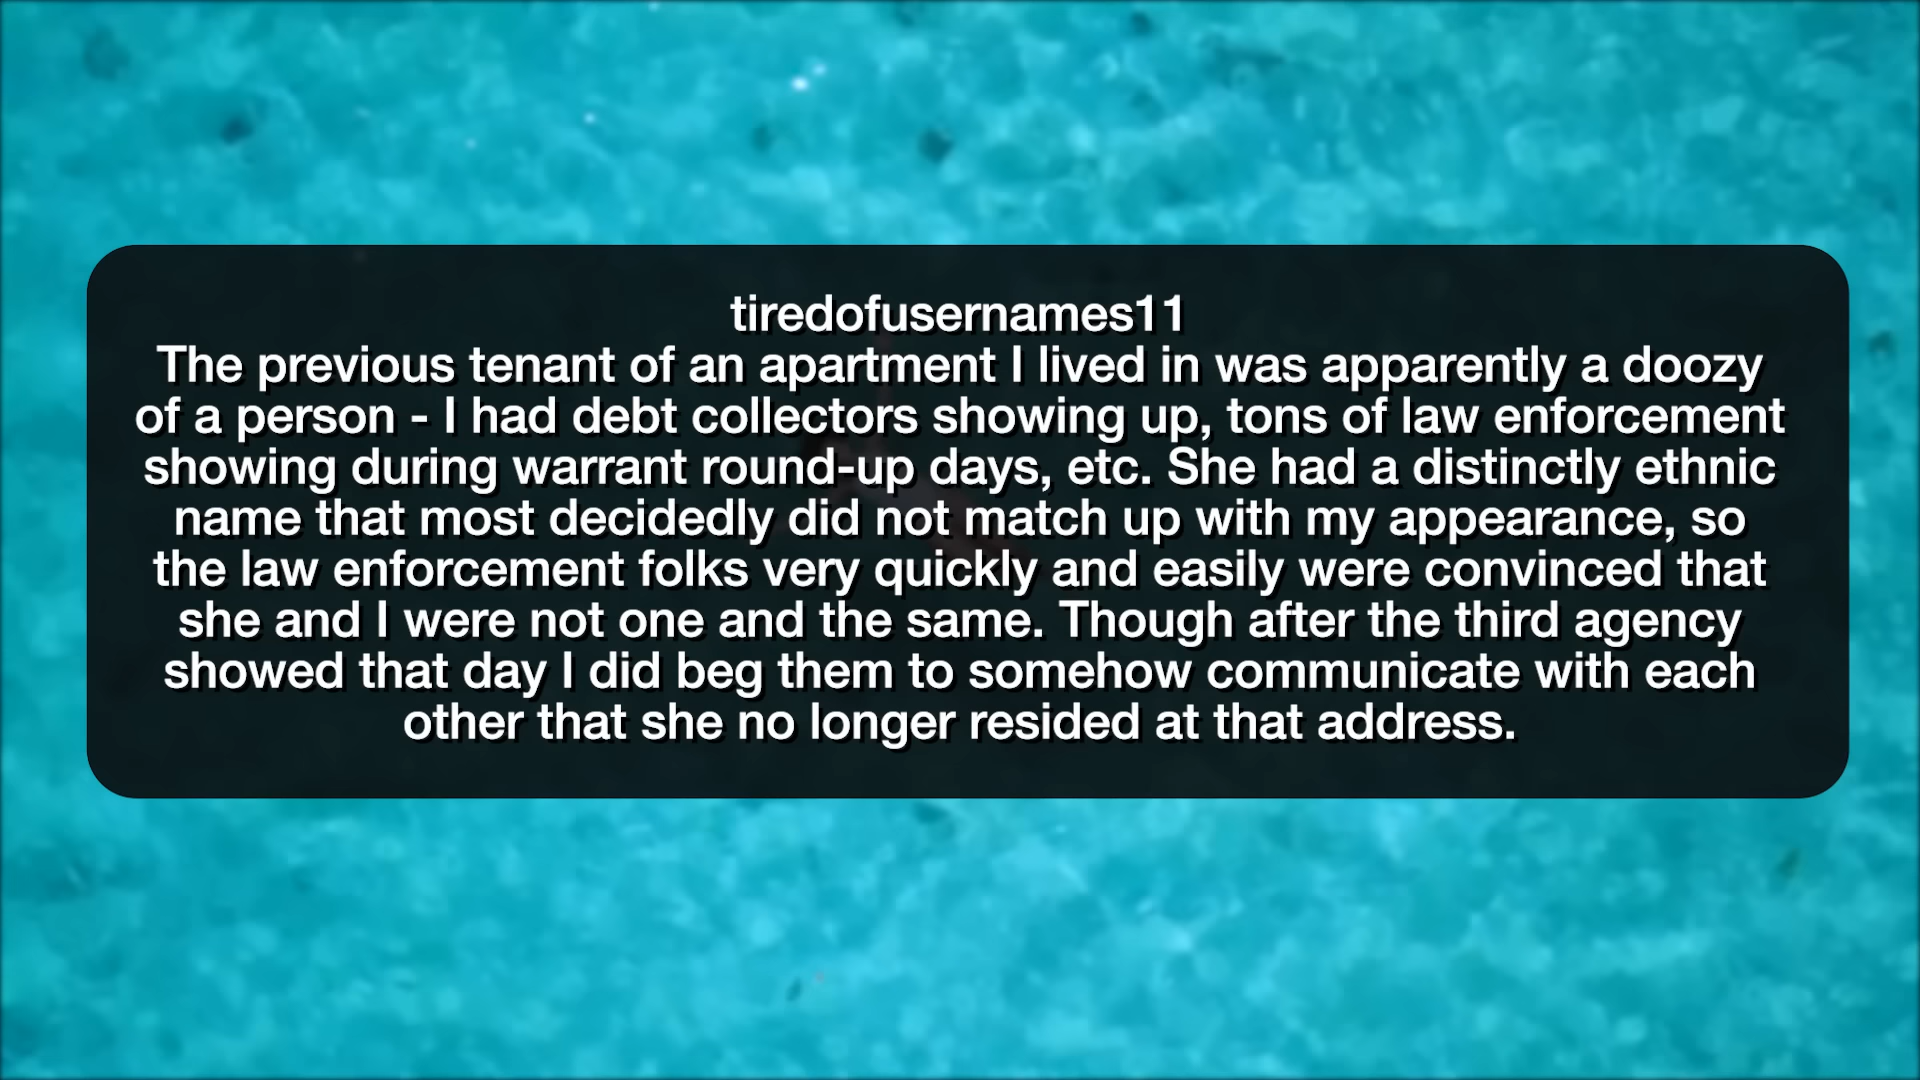 tiredofusernames11
The previous tenant of an apartment I lived in was apparently a doozy
of a person - I had debt collectors showing up, tons of law enforcement
showing during warrant round-up days, etc. She had a distinctly ethnic
name that most decidedly did not match up with my appearance, so
the law enforcement folks very quickly and easily were convinced that
she and I were not one and the same. Though after the third agency
showed that day I did beg them to somehow communicate with each
other that she no longer resided at that address.